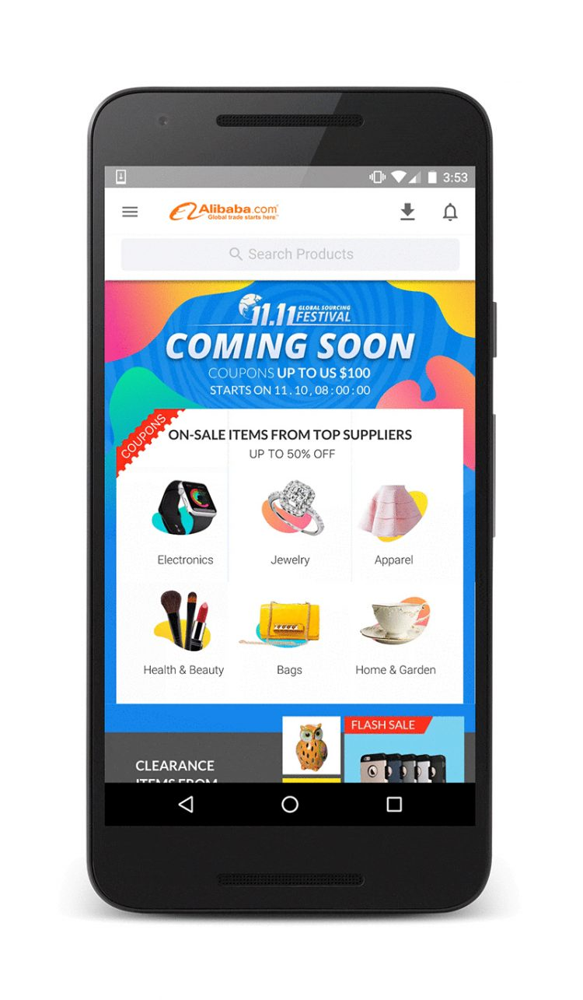 3:53
Alibaba.com
Global trade starts here.™
Search Products
11.11 GLOBAL SOURCING
FESTIVAL
COMING SOON
COUPONS UP TO US $100
STARTS ON 11.10, 08:00:00
COUPONS
ON-SALE ITEMS FROM TOP SUPPLIERS
UP TO 50% OFF
Electronics
Jewelry
Apparel
Health & Beauty
Bags
Home & Garden
FLASH SALE
CLEARANCE
ITEMS FROM